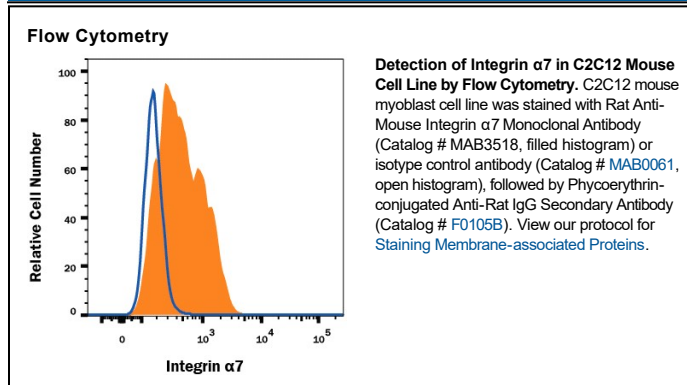 Flow Cytometry
Relative Cell Number
100
80
60
40
20
0
0
10³
10⁴
10⁵
Integrin α7
Detection of Integrin α7 in C2C12 Mouse
Cell Line by Flow Cytometry. C2C12 mouse
myoblast cell line was stained with Rat Anti-
Mouse Integrin α7 Monoclonal Antibody
(Catalog # MAB3518, filled histogram) or
isotype control antibody (Catalog # MAB0061,
open histogram), followed by Phycoerythrin-
conjugated Anti-Rat IgG Secondary Antibody
(Catalog # F0105B). View our protocol for
Staining Membrane-associated Proteins.